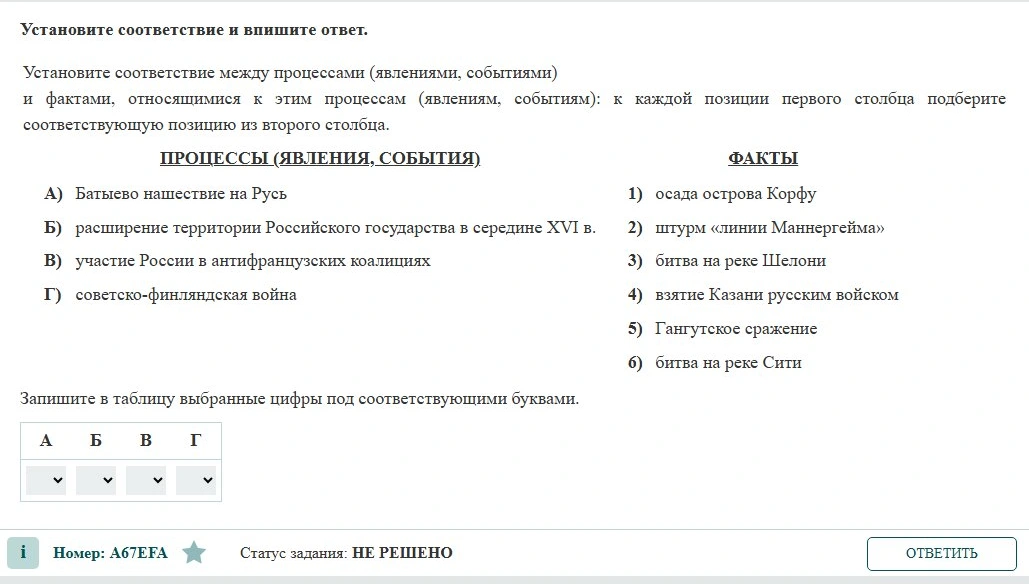 Установите соответствие и впишите ответ.
Установите соответствие между процессами (явлениями, событиями)
и фактами, относящимися к этим процессам (явлениям, событиям): к каждой позиции первого столбца подберите
соответствующую позицию из второго столбца.
ПРОЦЕССЫ (ЯВЛЕНИЯ, СОБЫТИЯ)
А) Батыево нашествие на Русь
Б) расширение территории Российского государства в середине XVI в.
В) участие России в антифранцузских коалициях
Г) советско-финляндская война
ФАКТЫ
1) осада острова Корфу
2) штурм «линии Маннергейма»
3) битва на реке Шелони
4) взятие Казани русским войском
5) Гангутское сражение
6) битва на реке Сити
Запишите в таблицу выбранные цифры под соответствующими буквами.
А Б В Г
i Номер: A67EFA Статус задания: НЕ РЕШЕНО ОТВЕТИТЬ